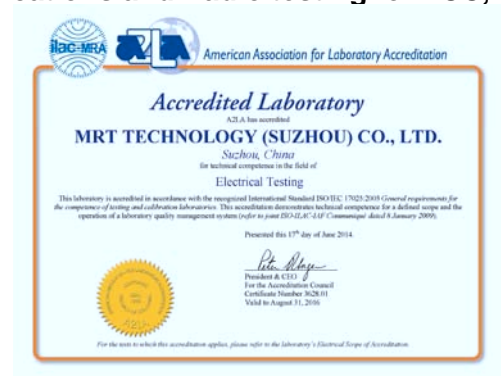 ilac-MRA
A2LA
American Association for Laboratory Accreditation
Accredited Laboratory
A2LA has accredited
MRT TECHNOLOGY (SUZHOU) CO., LTD.
Suzhou, China
for technical competence in the field of
Electrical Testing
This laboratory is accredited in accordance with the recognized International Standard ISO/IEC 17025:2005 General requirements for
the competence of testing and calibration laboratories. This accreditation demonstrates technical competence for a defined scope and the
operation of a laboratory quality management system (refer to joint ISO-ILAC-IAF Communiqué dated 8 January 2009).
Presented this 17th day of June 2014.
President & CEO
For the Accreditation Council
Certificate Number 3628.01
Valid to August 31, 2016
A2LA
For the tests to which this accreditation applies, please refer to the laboratory's Electrical Scope of Accreditation.